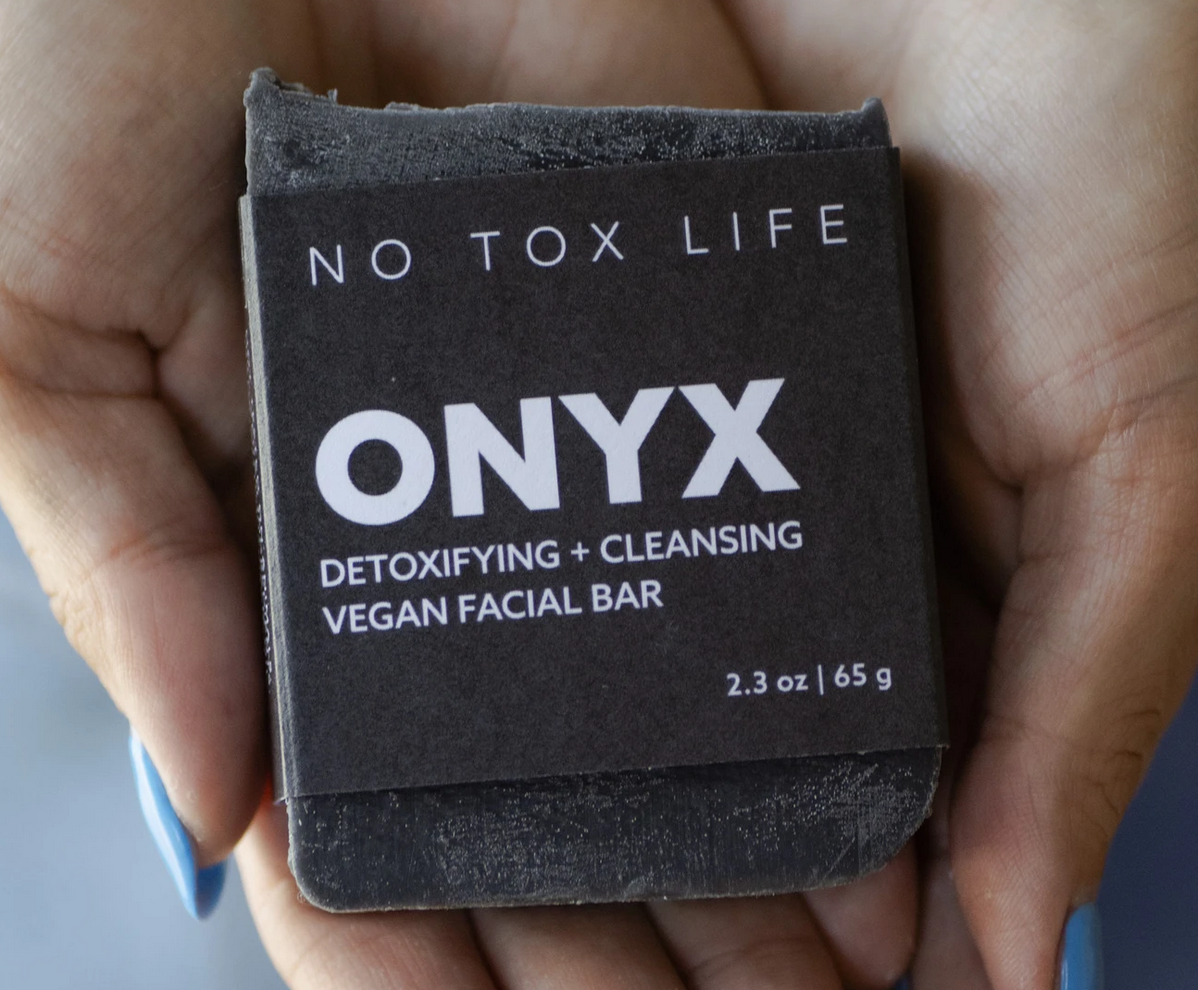 NO TOX LIFE
ONYX
DETOXIFYING + CLEANSING
VEGAN FACIAL BAR
2.3 oz | 65 g